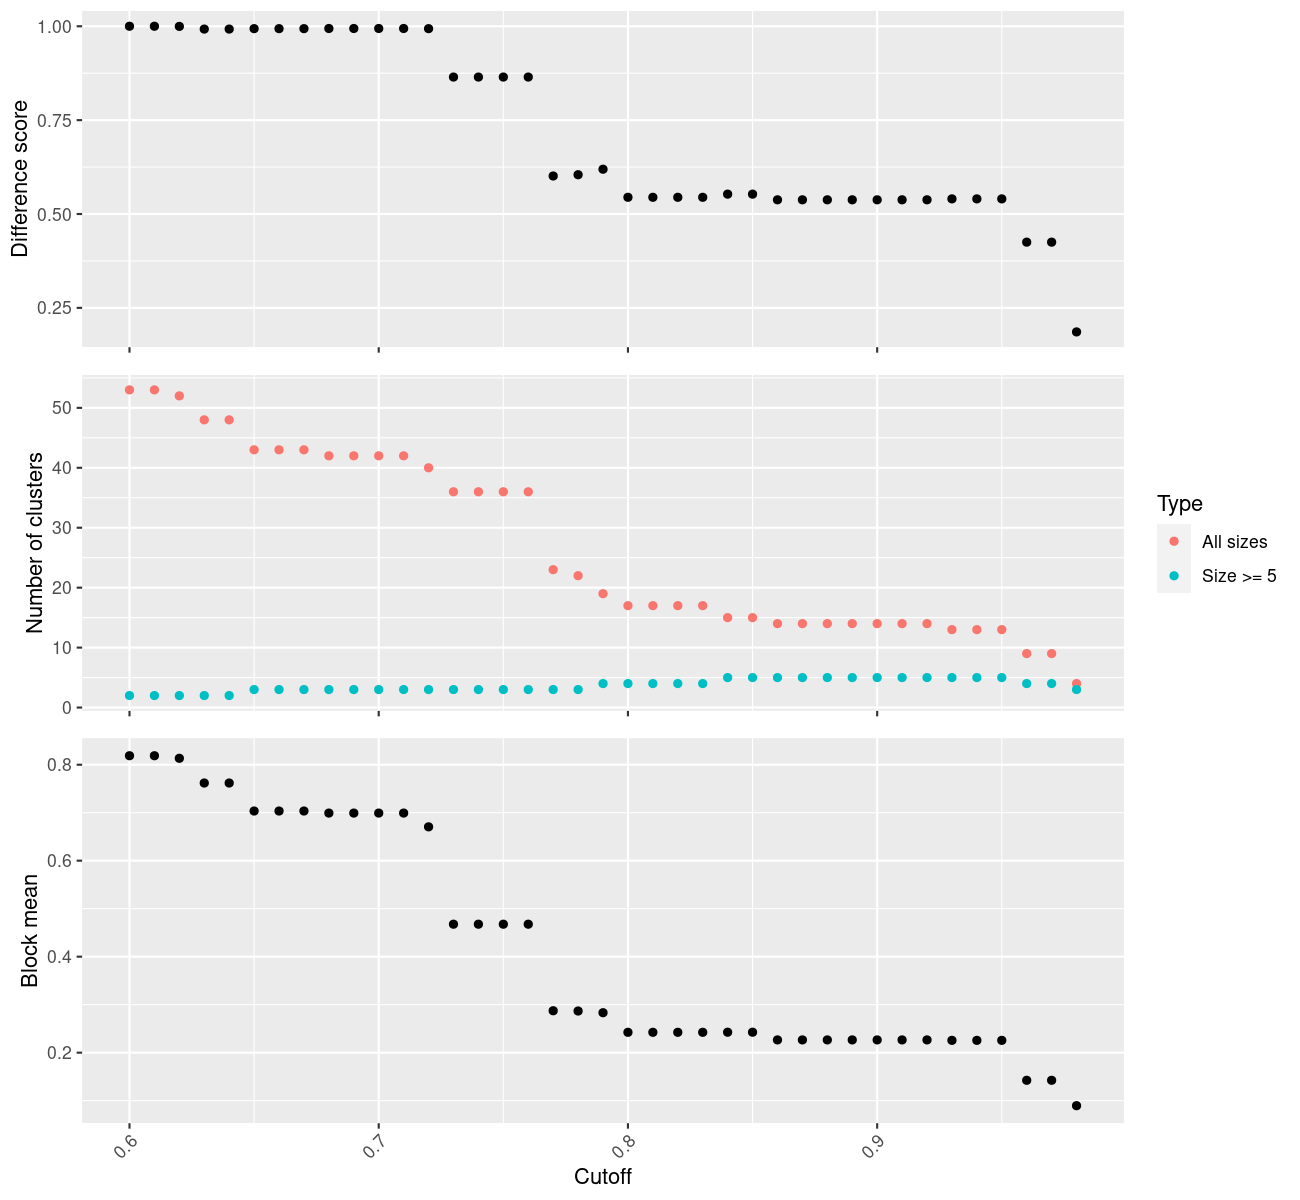 Difference score
1.00
0.75
0.50
0.25
Number of clusters
50
40
30
20
10
0
Type
All sizes
Size >= 5
Block mean
0.8
0.6
0.4
0.2
0.6 0.7 0.8 0.9
Cutoff